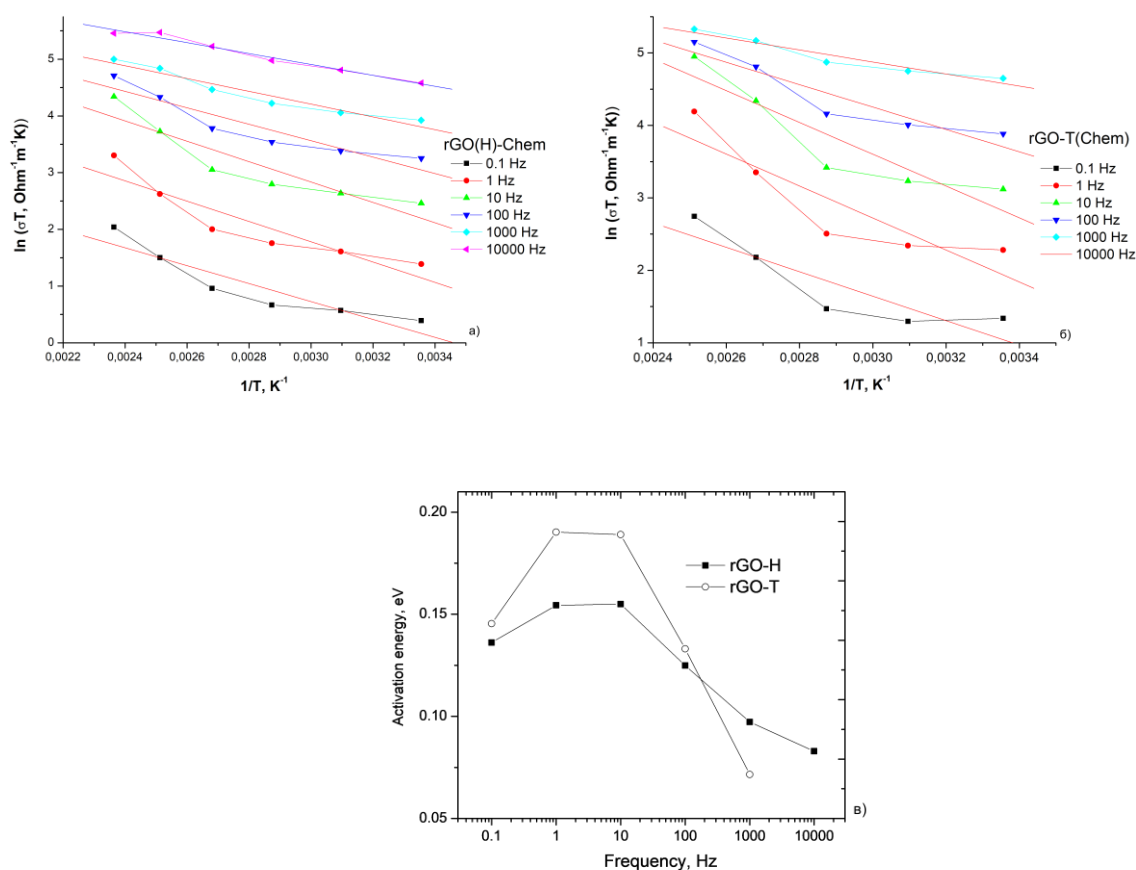 5
4
3
2
1
0
ln (σT, Ohm⁻¹m⁻¹K))
0,0022 0,0024 0,0026 0,0028 0,0030 0,0032 0,0034
1/T, K⁻¹
rGO(H)-Chem
0.1 Hz
1 Hz
10 Hz
100 Hz
1000 Hz
10000 Hz
а)
5
4
3
2
1
ln (σT, Ohm⁻¹m⁻¹K))
0,0024 0,0026 0,0028 0,0030 0,0032 0,0034
1/T, K⁻¹
rGO-T(Chem)
0.1 Hz
1 Hz
10 Hz
100 Hz
1000 Hz
10000 Hz
б)
0.20
0.15
0.10
0.05
Activation energy, eV
0.1 1 10 100 1000 10000
Frequency, Hz
rGO-H
rGO-T
в)